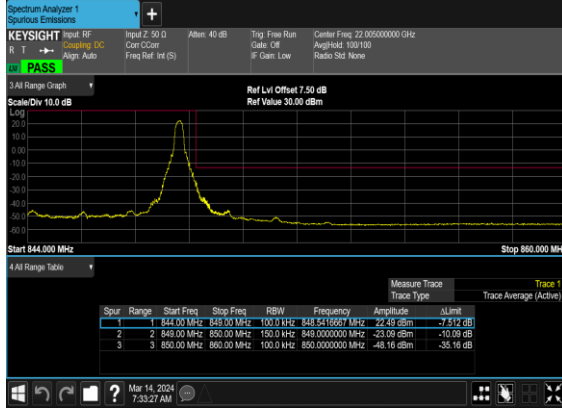 Spectrum Analyzer 1
Spurious Emissions
+
KEYSIGHT Input: RF Input Z: 50 Ω Atten: 40 dB Trig: Free Run Center Freq: 22.005000000 GHz
R T Coupling: DC Corr CCorr Gate: Off Avg|Hold: 100/100
Align: Auto Freq Ref: Int (S) IF Gain: Low Radio Std: None
PASS
3 All Range Graph
Ref Lvl Offset 7.50 dB
Scale/Div 10.0 dB Ref Value 30.00 dBm
Log
20.0
10.0
0.00
-10.0
-20.0
-30.0
-40.0
-50.0
-60.0
Start 844.000 MHz Stop 860.000 MH
4 All Range Table
Measure Trace Trace 1
Trace Type Trace Average (Active)
Spur Range Start Freq Stop Freq RBW Frequency Amplitude ΔLimit
1 1 844.00 MHz 849.00 MHz 100.0 kHz 848.5416667 MHz 22.49 dBm -7.512 dB
2 2 849.00 MHz 850.00 MHz 150.0 kHz 849.0000000 MHz -23.09 dBm -10.09 dB
3 3 850.00 MHz 860.00 MHz 100.0 kHz 850.0000000 MHz -48.16 dBm -35.16 dB
?
Mar 14, 2024
7:33:27 AM